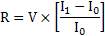 R = V × [(I₁ − I₀) / I₀]